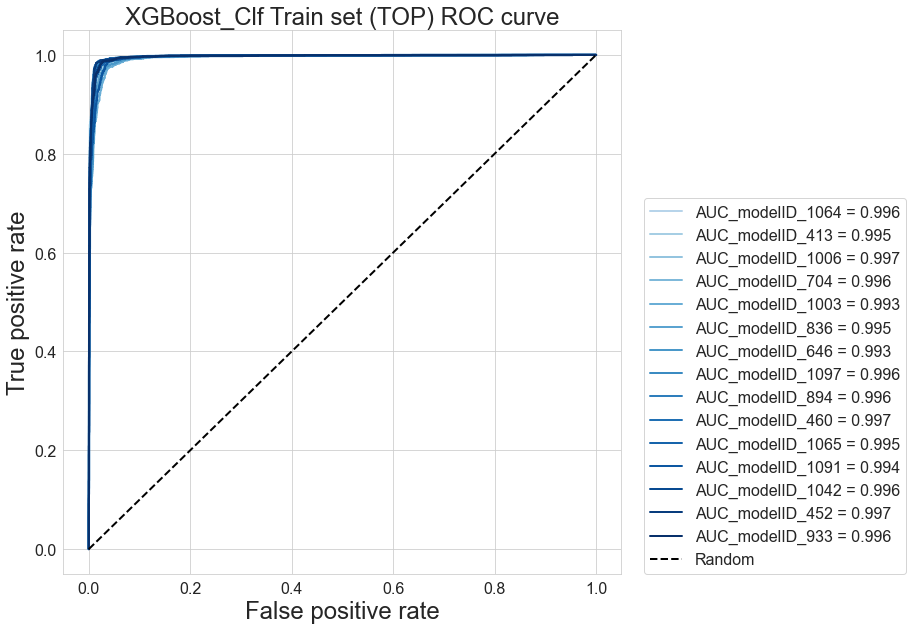 XGBoost_Clf Train set (TOP) ROC curve
True positive rate
1.0
0.8
0.6
0.4
0.2
0.0
0.0 0.2 0.4 0.6 0.8 1.0
False positive rate
AUC_modelID_1064 = 0.996
AUC_modelID_413 = 0.995
AUC_modelID_1006 = 0.997
AUC_modelID_704 = 0.996
AUC_modelID_1003 = 0.993
AUC_modelID_836 = 0.995
AUC_modelID_646 = 0.993
AUC_modelID_1097 = 0.996
AUC_modelID_894 = 0.996
AUC_modelID_460 = 0.997
AUC_modelID_1065 = 0.995
AUC_modelID_1091 = 0.994
AUC_modelID_1042 = 0.996
AUC_modelID_452 = 0.997
AUC_modelID_933 = 0.996
Random